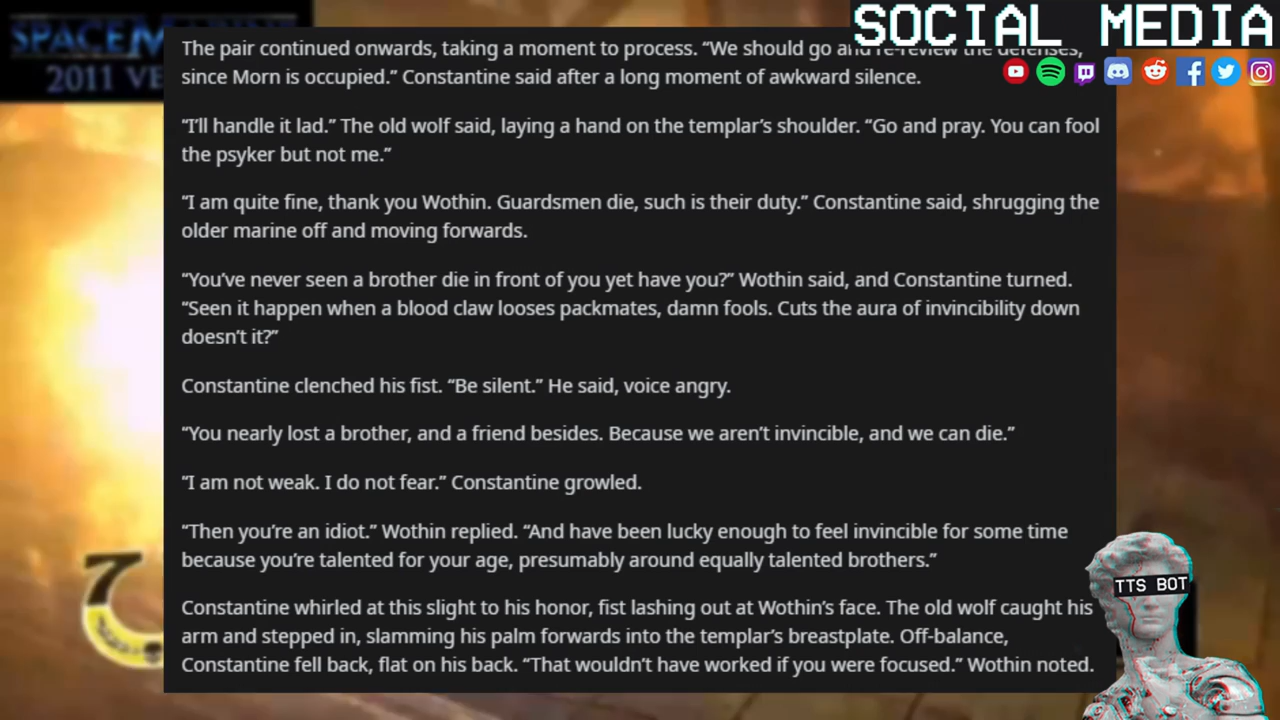 SPACEM
2011 VE
SOCIAL MEDIA
The pair continued onwards, taking a moment to process. “We should go and re-review the defenses,
since Morn is occupied.” Constantine said after a long moment of awkward silence.
“I’ll handle it lad.” The old wolf said, laying a hand on the templar’s shoulder. “Go and pray. You can fool
the psyker but not me.”
“I am quite fine, thank you Wothin. Guardsmen die, such is their duty.” Constantine said, shrugging the
older marine off and moving forwards.
“You’ve never seen a brother die in front of you yet have you?” Wothin said, and Constantine turned.
“Seen it happen when a blood claw looses packmates, damn fools. Cuts the aura of invincibility down
doesn’t it?”
Constantine clenched his fist. “Be silent.” He said, voice angry.
“You nearly lost a brother, and a friend besides. Because we aren’t invincible, and we can die.”
“I am not weak. I do not fear.” Constantine growled.
“Then you’re an idiot.” Wothin replied. “And have been lucky enough to feel invincible for some time
because you’re talented for your age, presumably around equally talented brothers.”
Constantine whirled at this slight to his honor, fist lashing out at Wothin’s face. The old wolf caught his
arm and stepped in, slamming his palm forwards into the templar’s breastplate. Off-balance,
Constantine fell back, flat on his back. “That wouldn’t have worked if you were focused.” Wothin noted.
TTS BOT